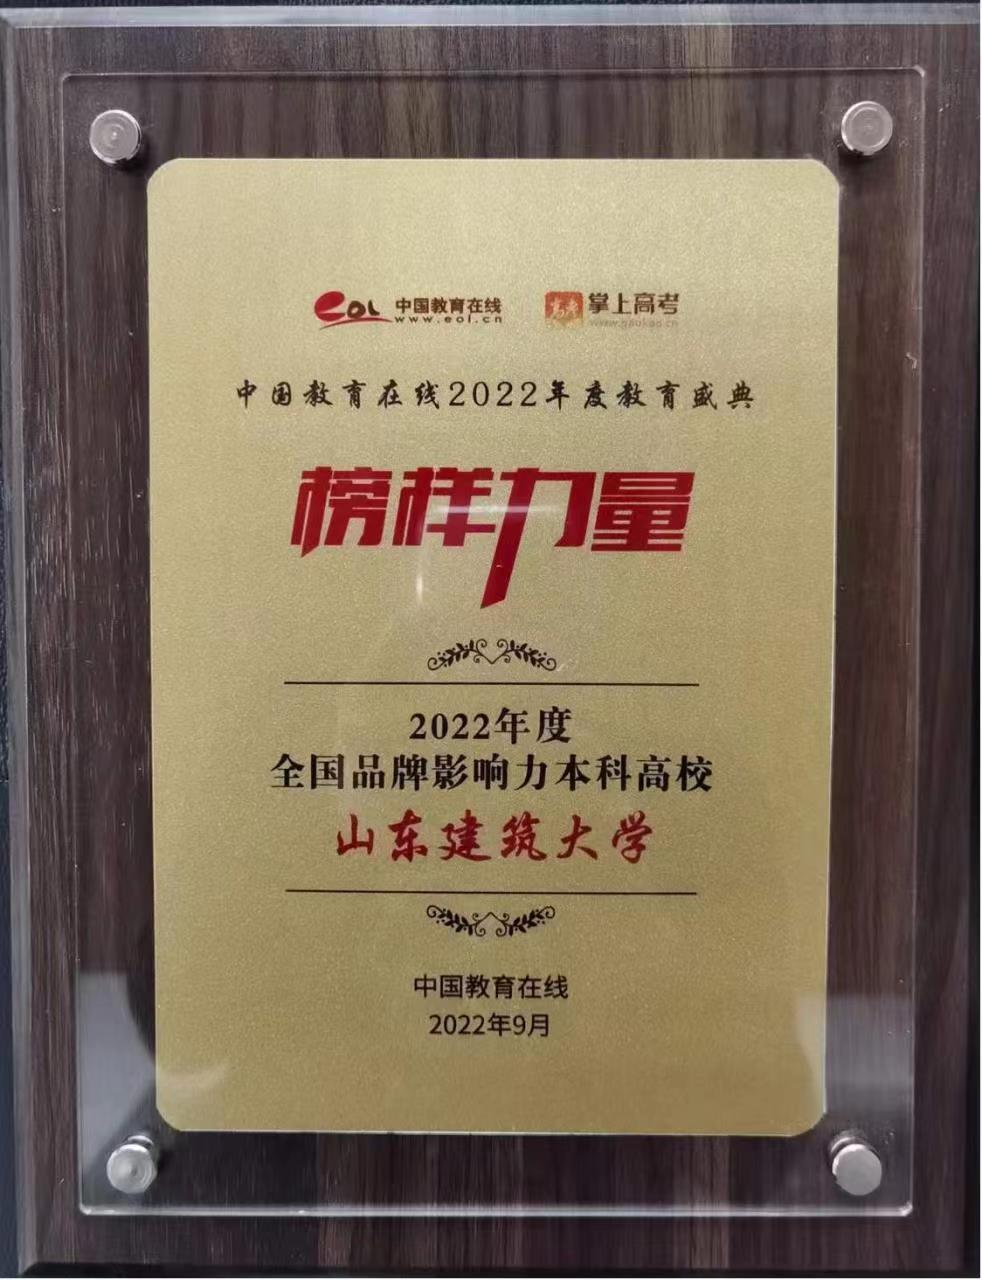 eol 中国教育在线 掌上高考
www.eol.cn www.gaokao.cn
中国教育在线2022年度教育盛典
榜样力量
2022年度
全国品牌影响力本科高校
山东建筑大学
中国教育在线
2022年9月